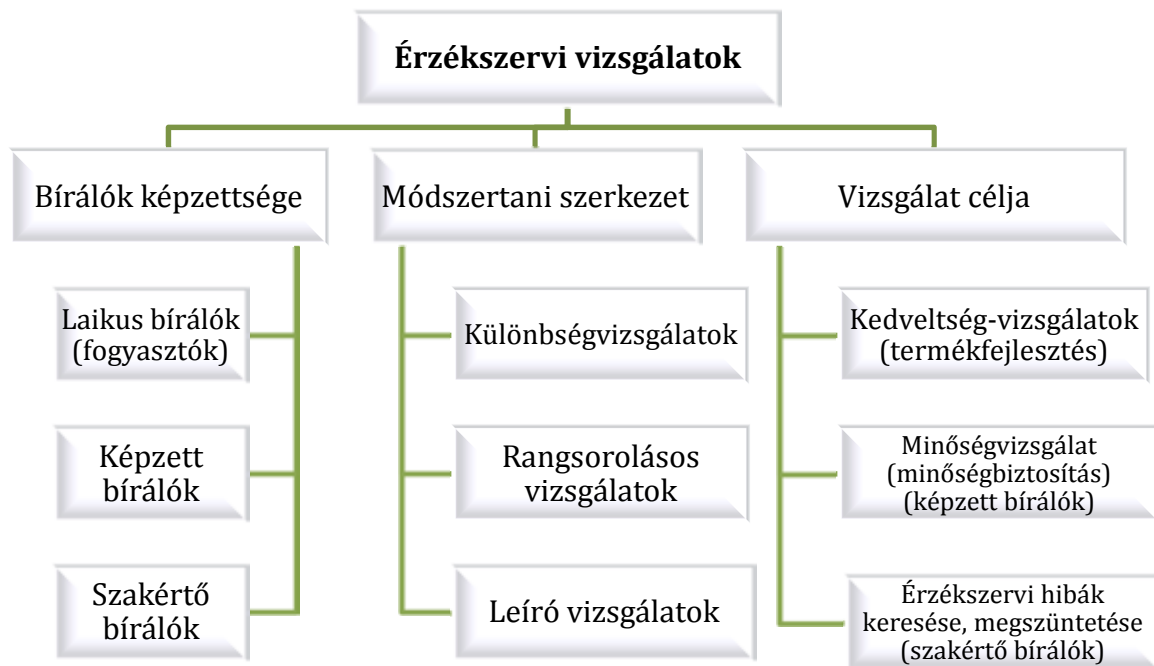 Érzékszervi vizsgálatok
Bírálók képzettsége
Laikus bírálók
(fogyasztók)
Képzett
bírálók
Szakértő
bírálók
Módszertani szerkezet
Különbségvizsgálatok
Rangsorolásos
vizsgálatok
Leíró vizsgálatok
Vizsgálat célja
Kedveltség-vizsgálatok
(termékfejlesztés)
Minőségvizsgálat
(minőségbiztosítás)
(képzett bírálók)
Érzékszervi hibák
keresése, megszüntetése
(szakértő bírálók)